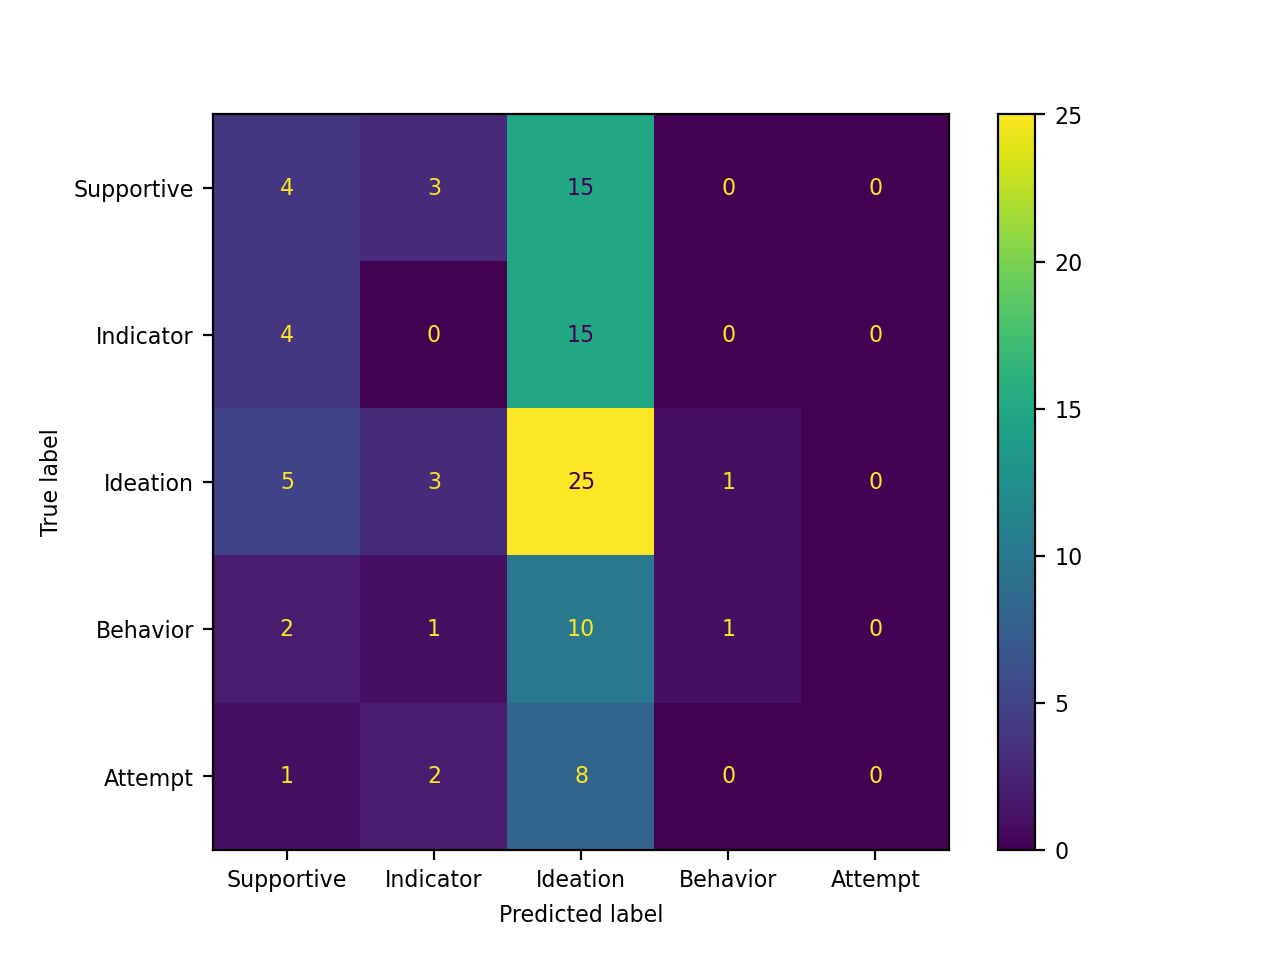 Supportive 4 3 15 0 0
Indicator 4 0 15 0 0
Ideation 5 3 25 1 0
Behavior 2 1 10 1 0
Attempt 1 2 8 0 0
Supportive Indicator Ideation Behavior Attempt
Predicted label
True label
25
20
15
10
5
0